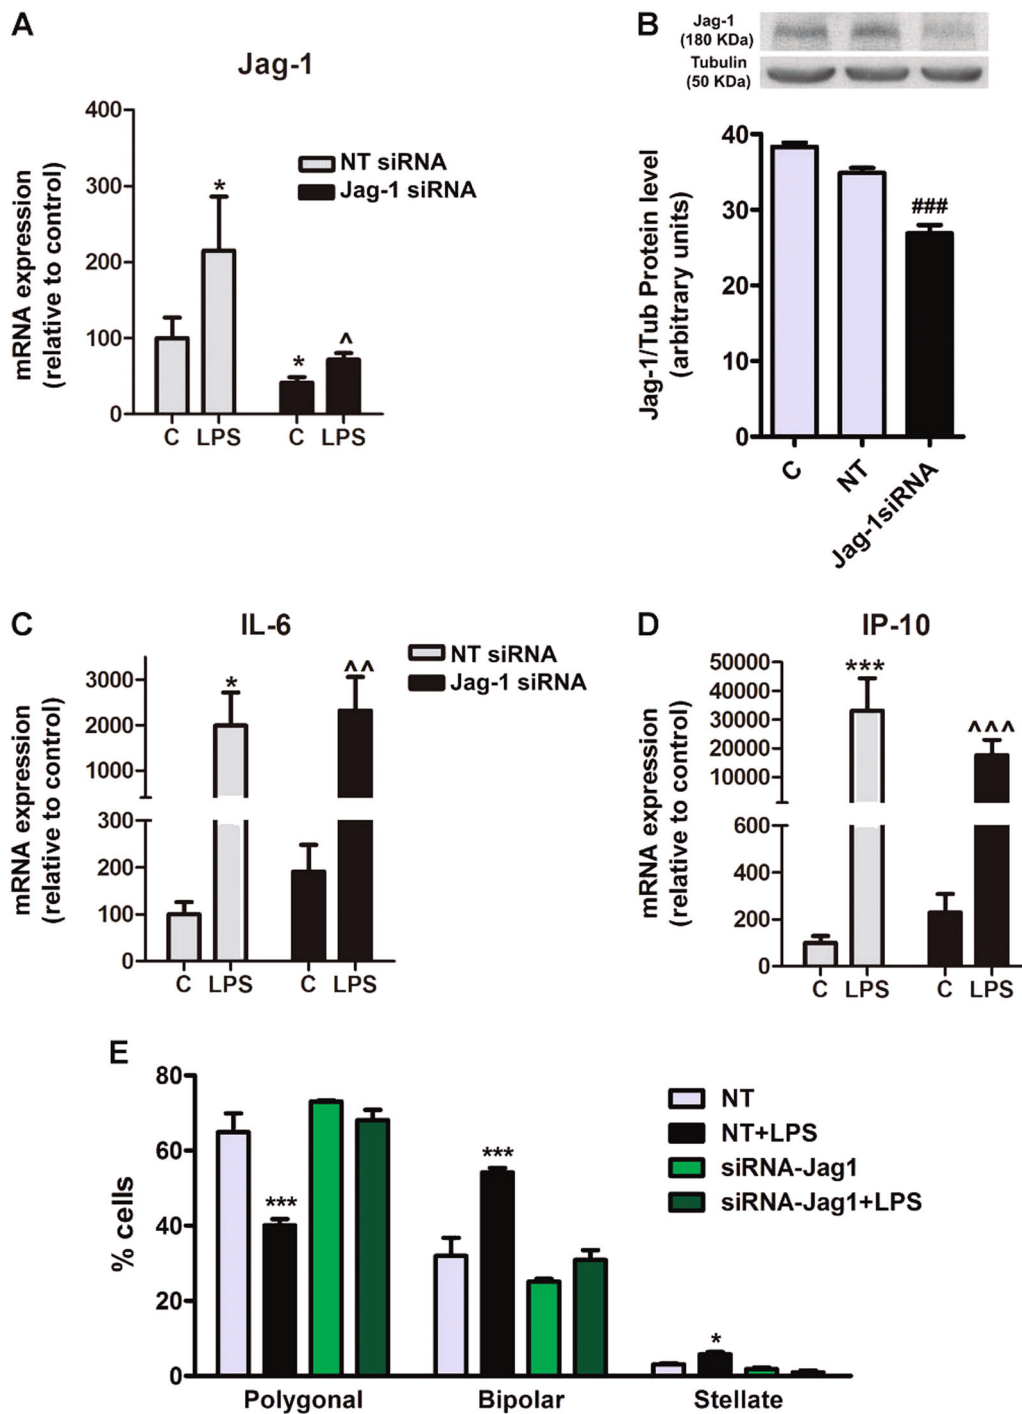 A
Jag-1
mRNA expression
(relative to control)
400
300
200
100
0
*
*
^
C LPS C LPS
NT siRNA
Jag-1 siRNA
B
Jag-1
(180 KDa)
Tubulin
(50 KDa)
Jag-1/Tub Protein level
(arbitrary units)
40
30
20
10
0
###
C
NT
Jag-1siRNA
C
IL-6
mRNA expression
(relative to control)
3000
2000
1000
300
200
100
0
*
^^
C LPS C LPS
NT siRNA
Jag-1 siRNA
D
IP-10
mRNA expression
(relative to control)
50000
40000
30000
20000
10000
600
400
200
0
***
^^^
C LPS C LPS
E
% cells
80
60
40
20
0
***
***
*
Polygonal Bipolar Stellate
NT
NT+LPS
siRNA-Jag1
siRNA-Jag1+LPS